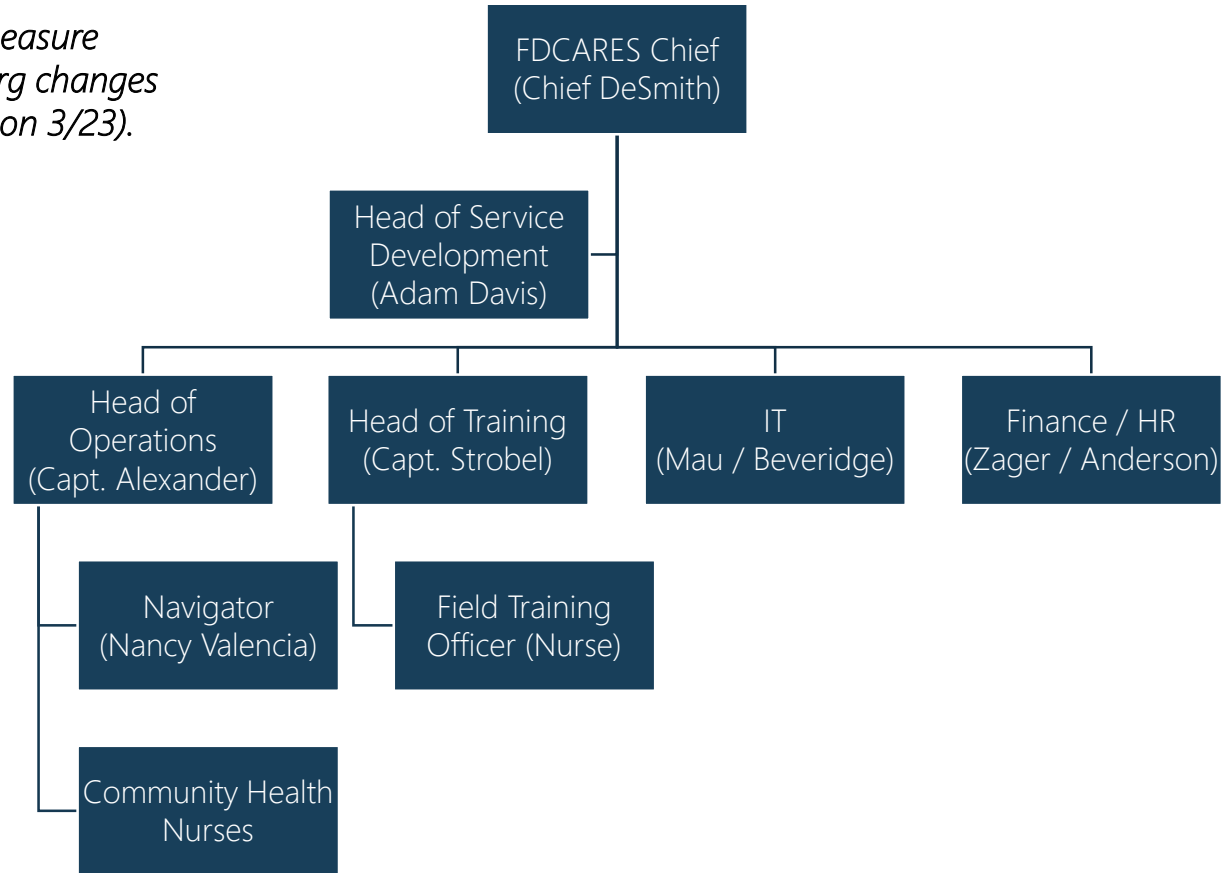 easure
rg changes
on 3/23).
FDCARES Chief
(Chief DeSmith)
Head of Service
Development
(Adam Davis)
Head of
Operations
(Capt. Alexander)
Head of Training
(Capt. Strobel)
IT
(Mau / Beveridge)
Finance / HR
(Zager / Anderson)
Navigator
(Nancy Valencia)
Field Training
Officer (Nurse)
Community Health
Nurses